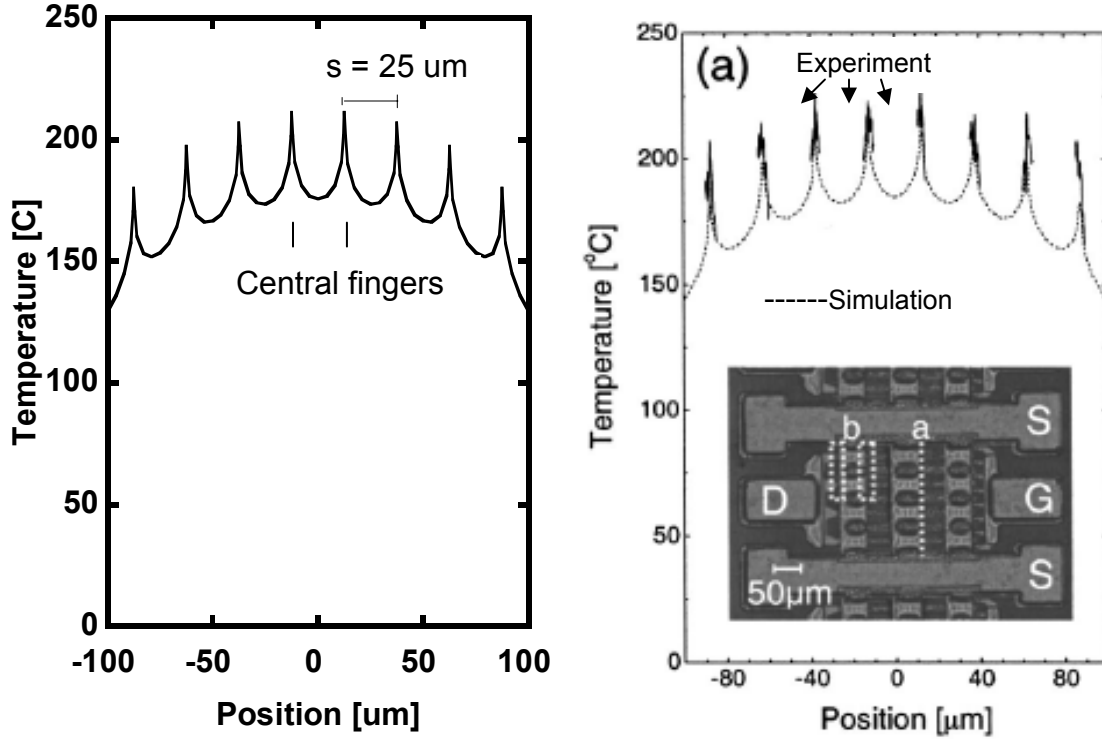 250
200
150
100
50
0
Temperature [C]
s = 25 um
Central fingers
-100
-50
0
50
100
Position [um]
250
200
150
100
50
0
Temperature [°C]
(a)
Experiment
------Simulation
b
a
S
D
G
S
50μm
-80
-40
0
40
80
Position [μm]